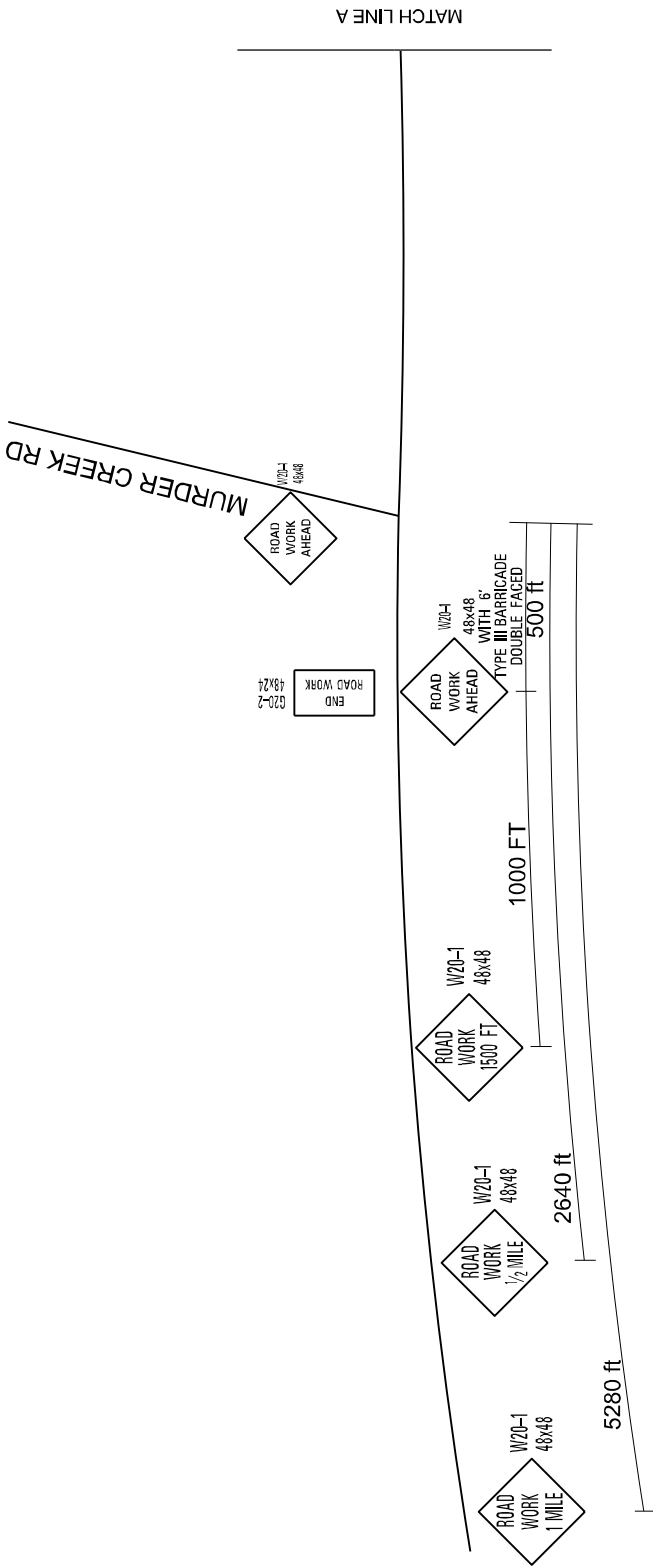 MATCH LINE A
MURDER CREEK RD
W20-1
48x48
ROAD
WORK
AHEAD
G20-2
48x24
END
ROAD WORK
W20-1
48x48
WITH 6'
TYPE III BARRICADE
DOUBLE FACED
ROAD
WORK
AHEAD
500 ft
1000 FT
W20-1
48x48
ROAD
WORK
1500 FT
W20-1
48x48
ROAD
WORK
1/2 MILE
2640 ft
W20-1
48x48
ROAD
WORK
1 MILE
5280 ft